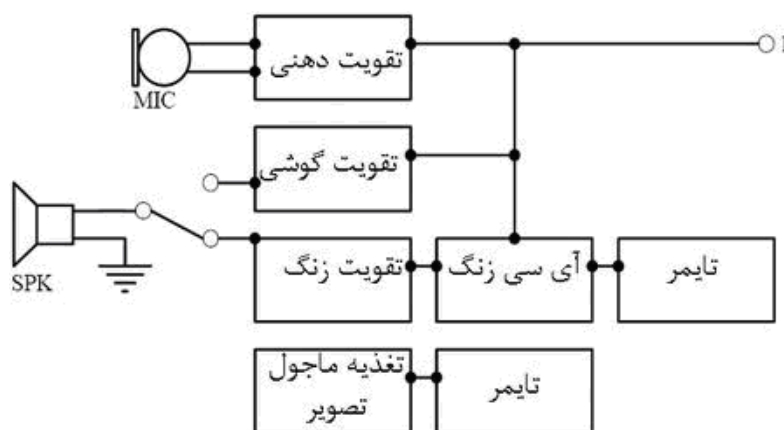 تقویت دهنی
MIC
تقویت گوشی
SPK
تقویت زنگ
آی سی زنگ
تایمر
تغذیه ماجول
تصویر
تایمر